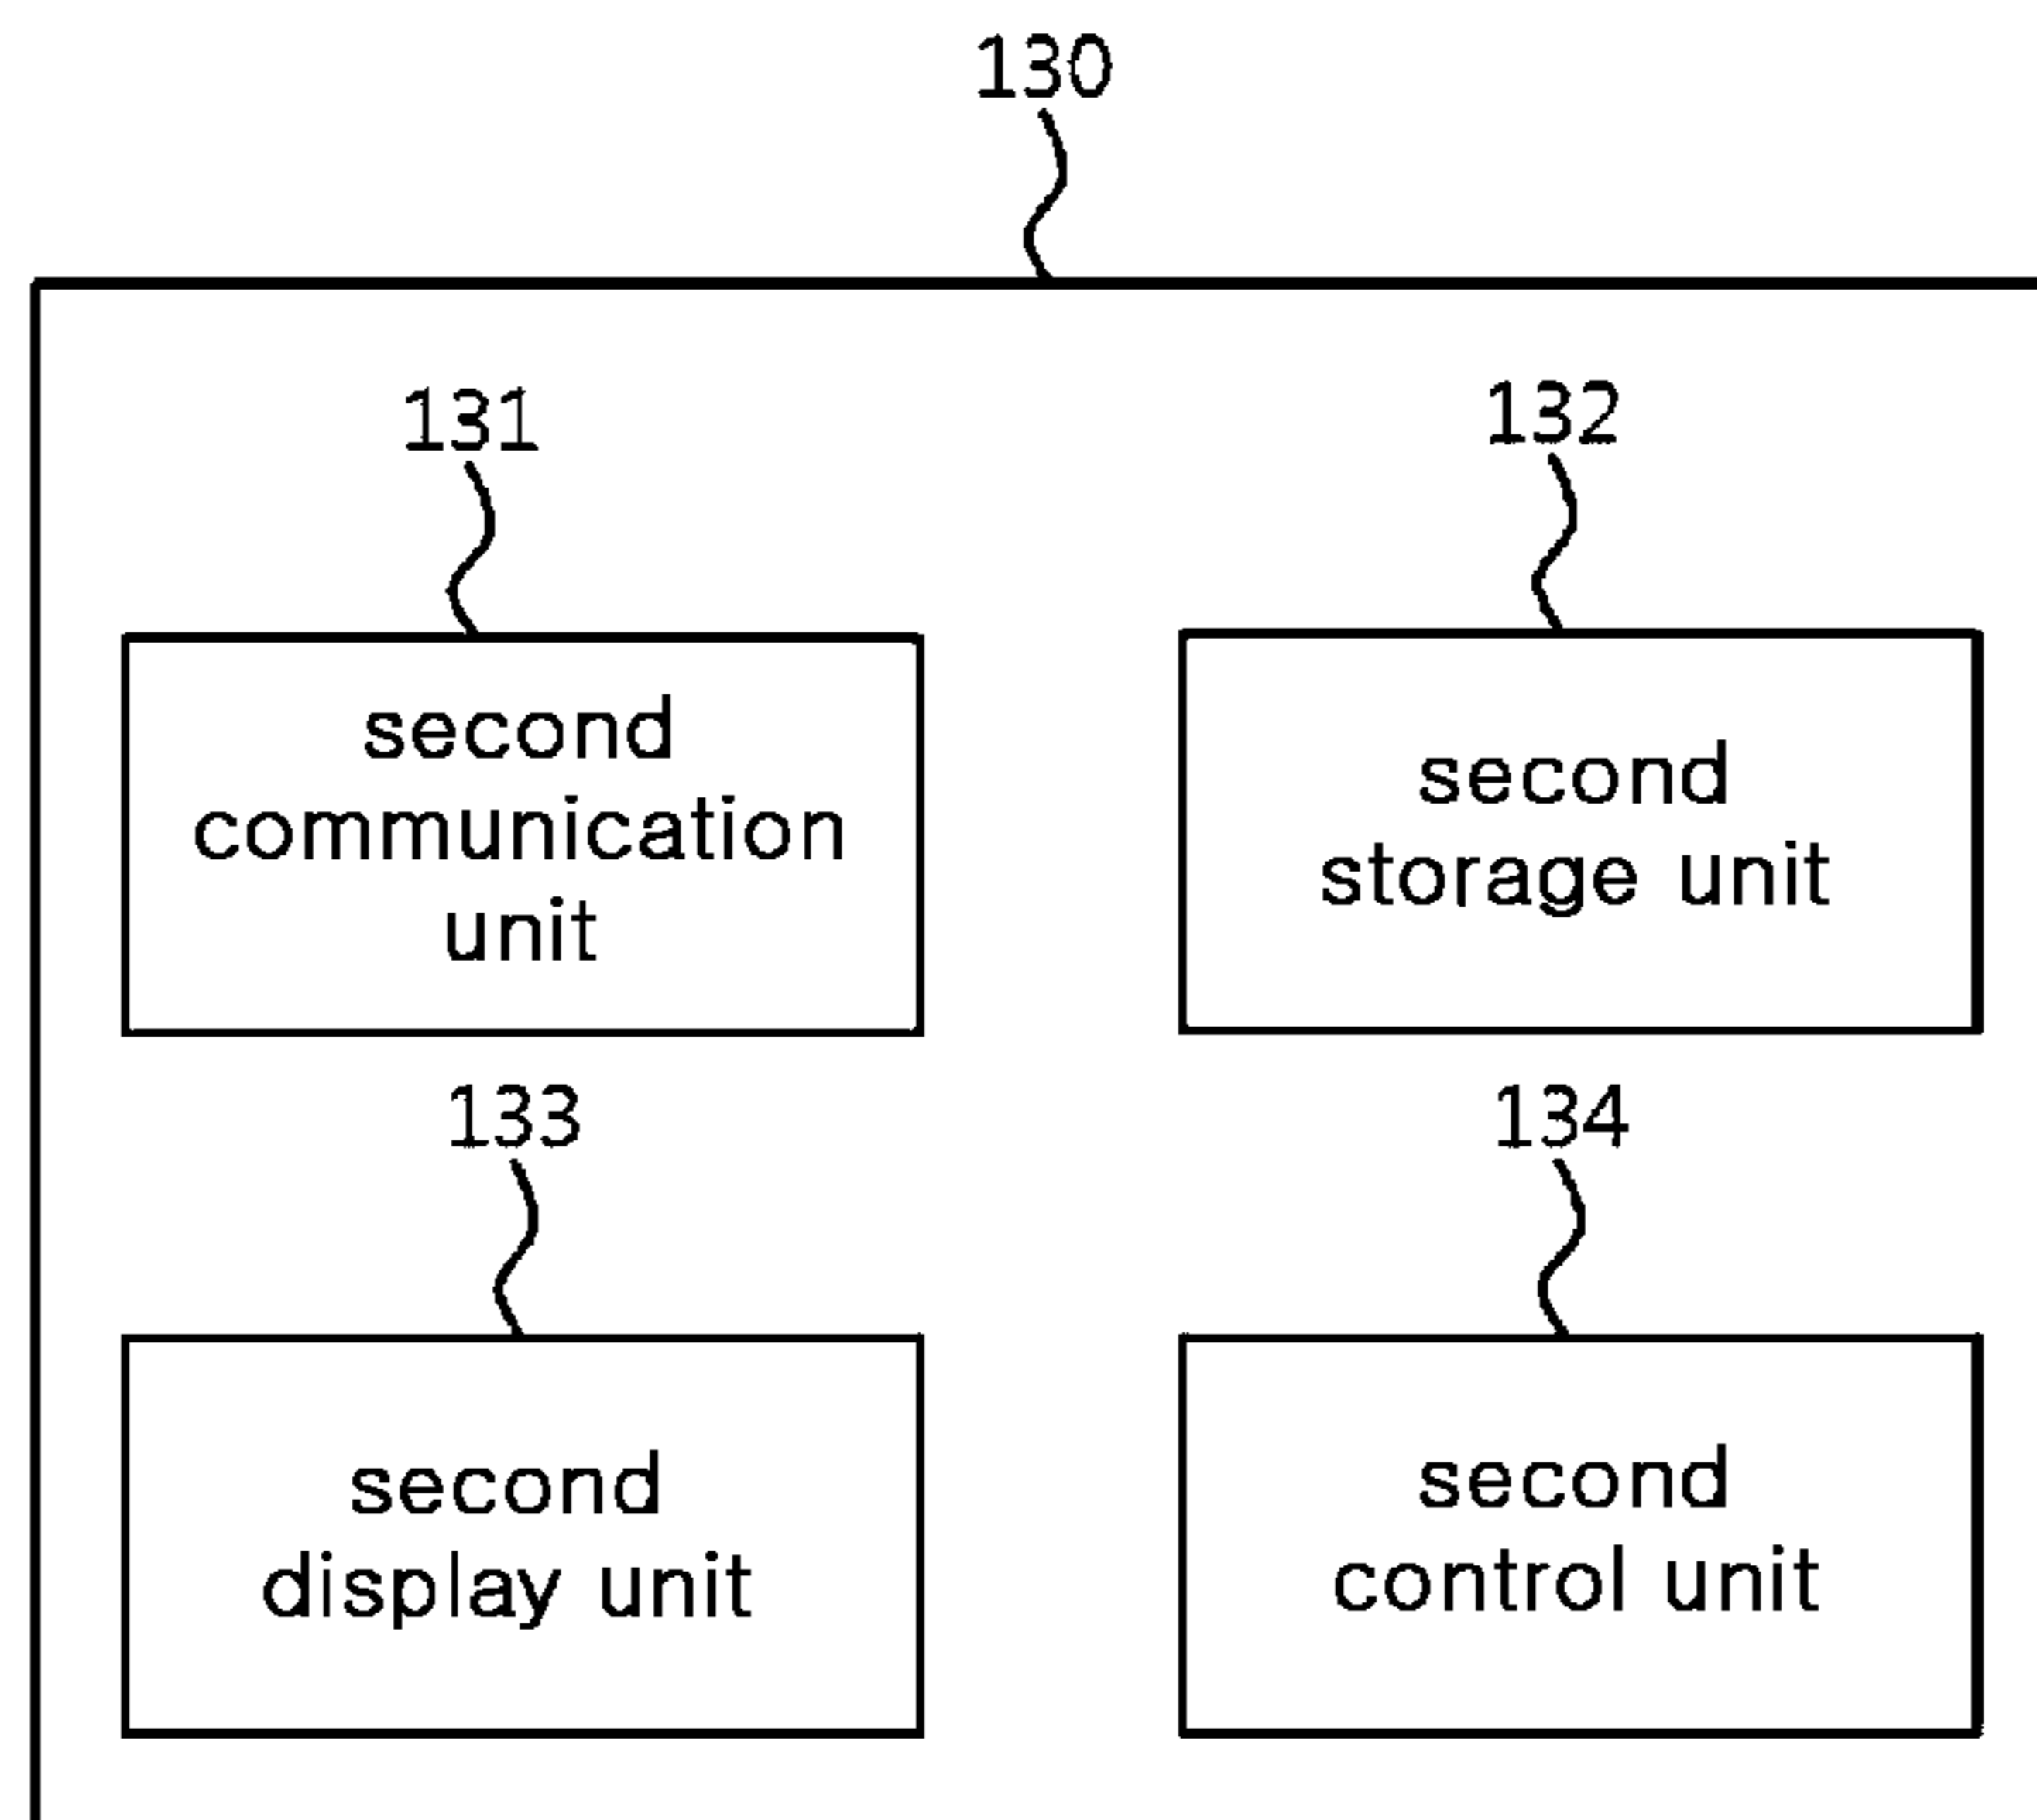 130
131
132
second
communication
unit
second
storage unit
133
134
second
display unit
second
control unit